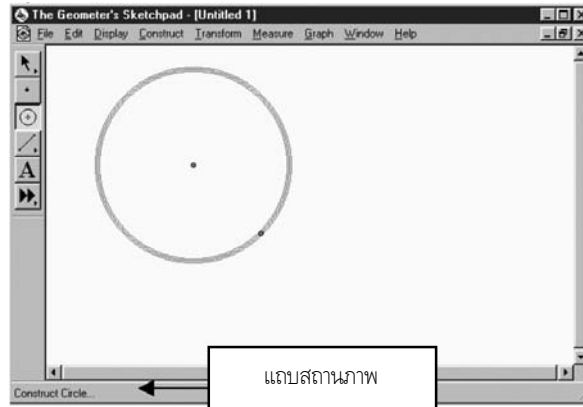 The Geometer's Sketchpad - [Untitled 1]
File Edit Display Construct Transform Measure Graph Window Help
A
แถบสถานภาพ
Construct Circle...